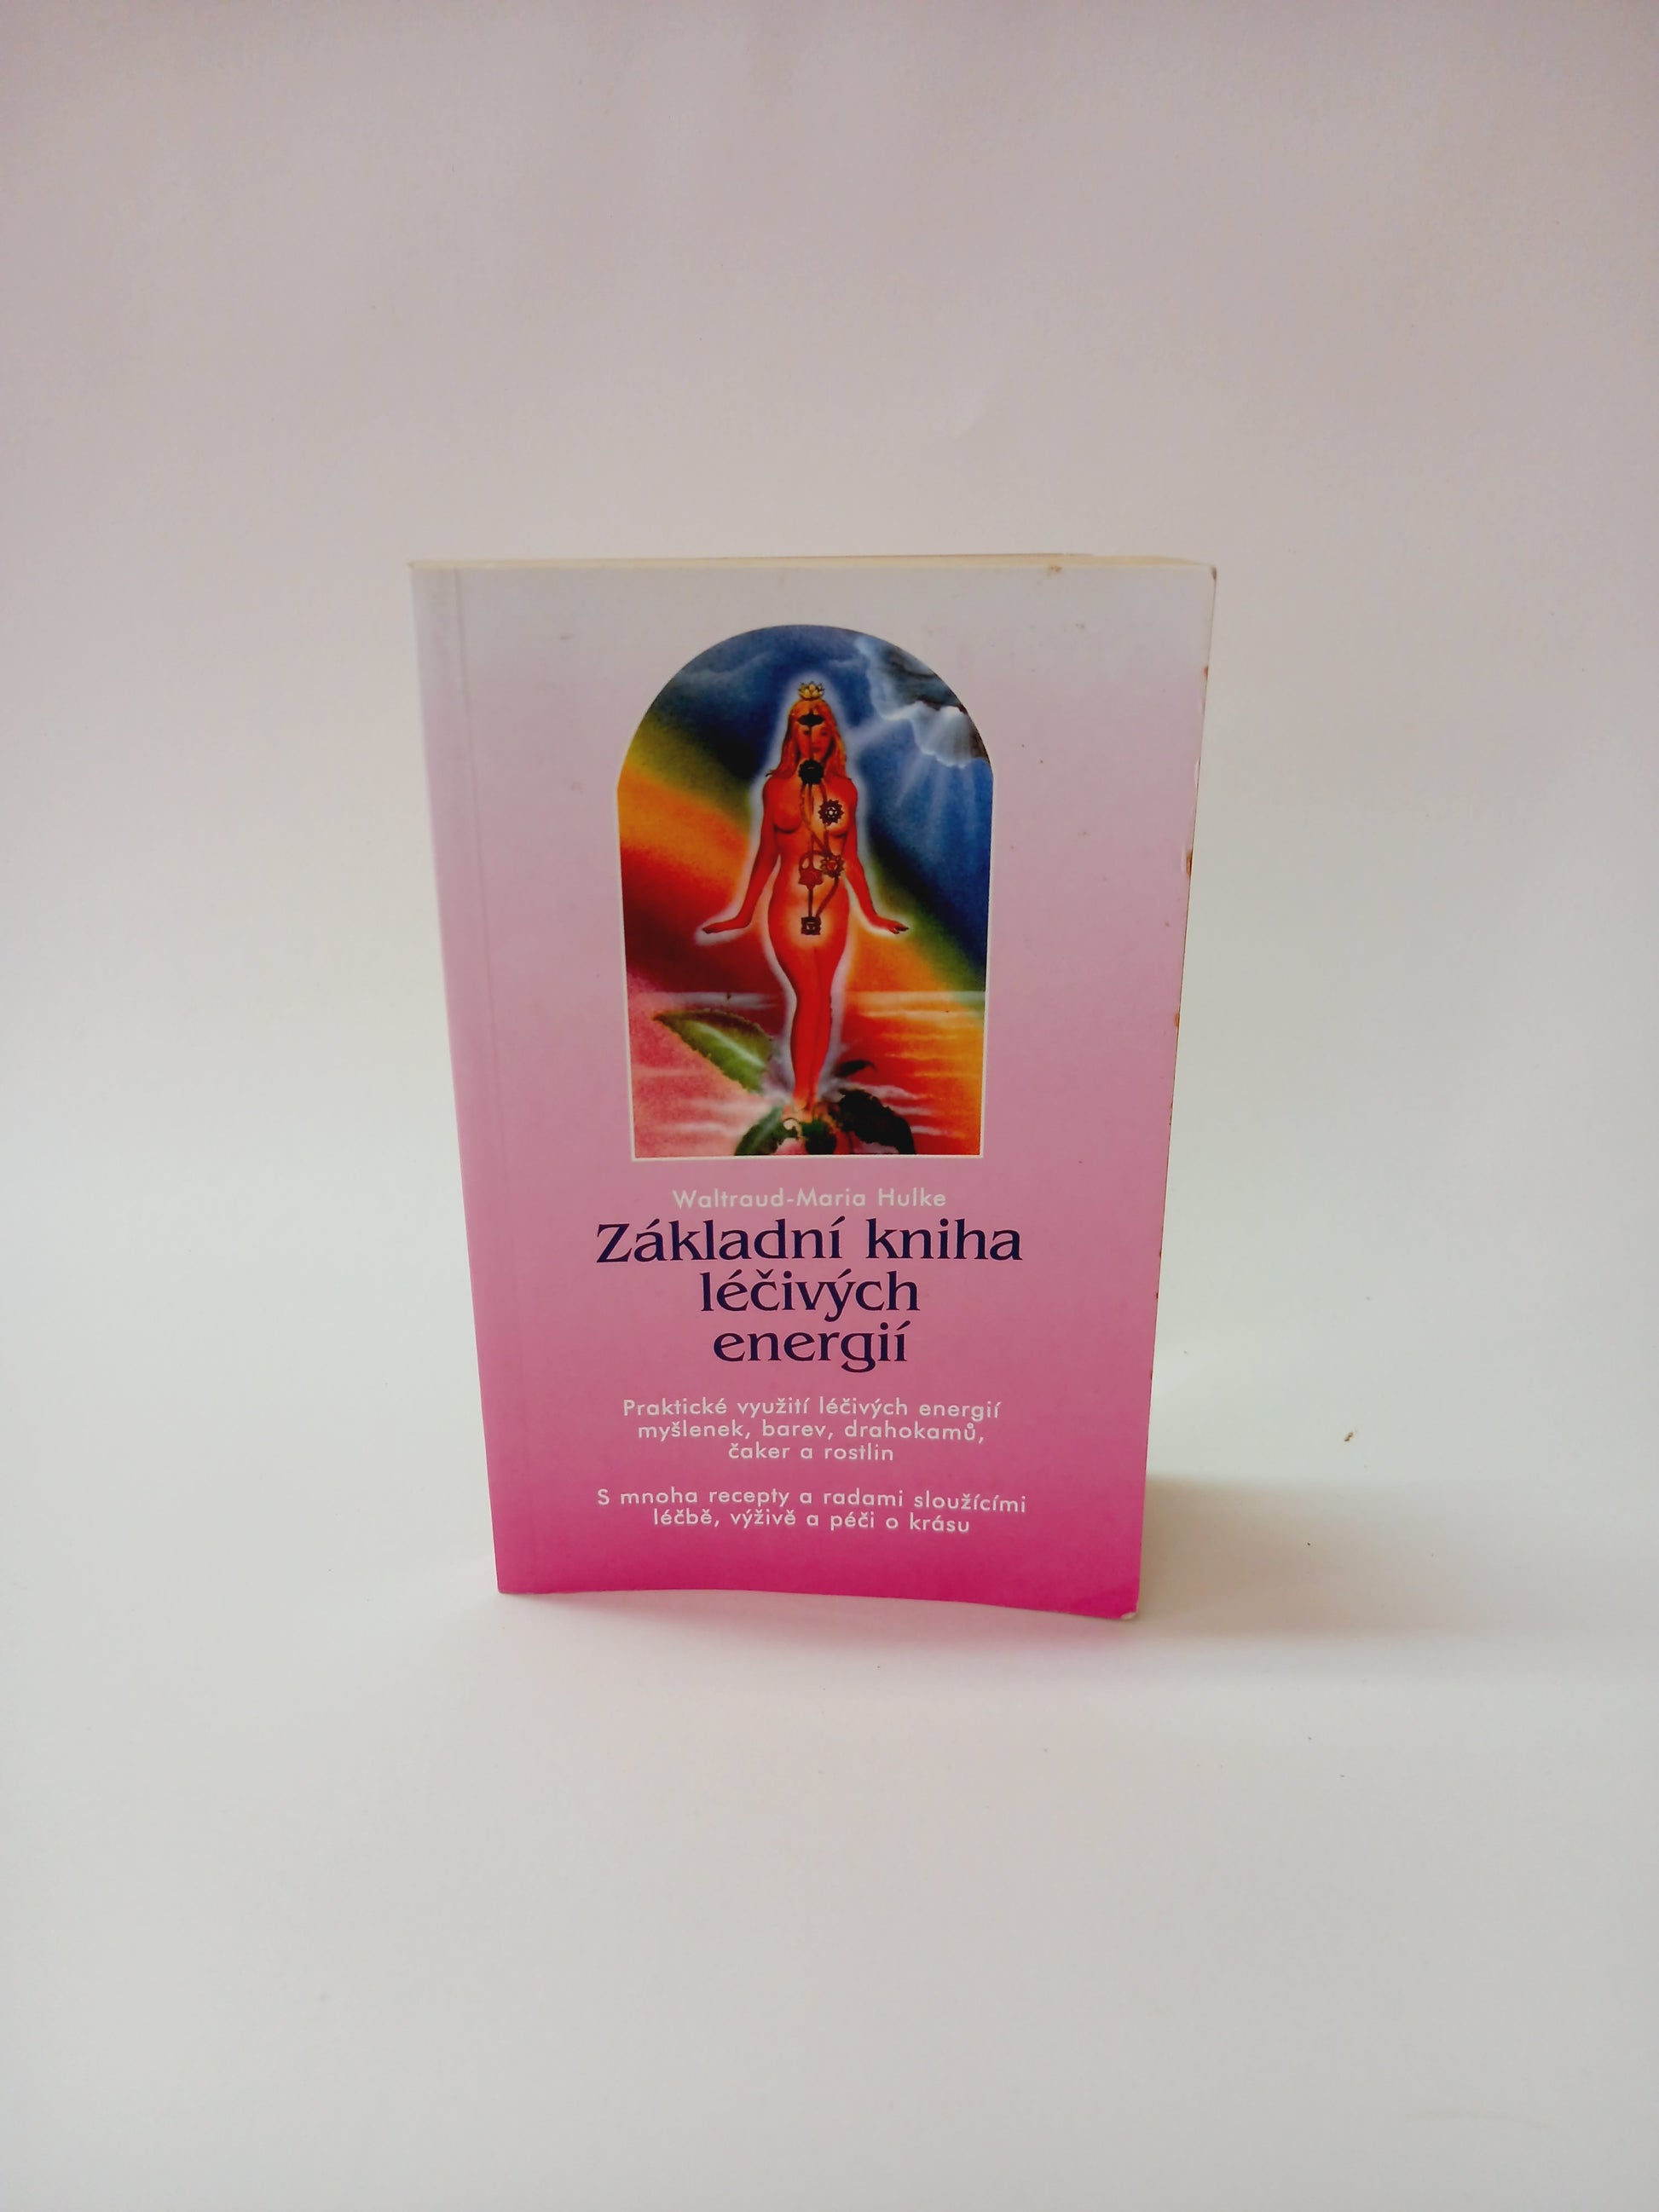 Waltraud-Maria Hulke
Základní kniha
léčivých
energií
Praktické využití léčivých energií
myšlenek, barev, drahokamů,
čaker a rostlin
S mnoha recepty a radami sloužícími
léčbě, výživě a péči o krásu